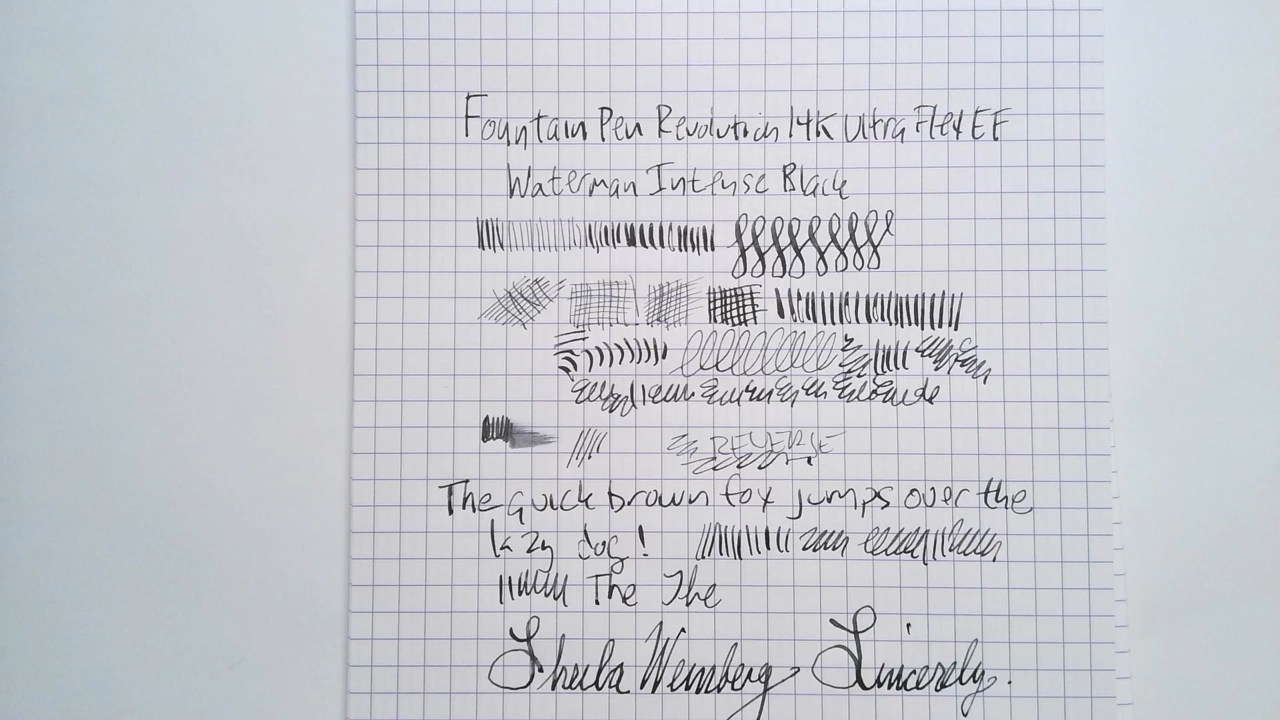 Fountain Pen Revolution 14K Ultra Flex EF
Waterman Intense Black
REVERSE
The quick brown fox jumps over the
lazy dog!
The The
Sheila Weinberg Sincerely.